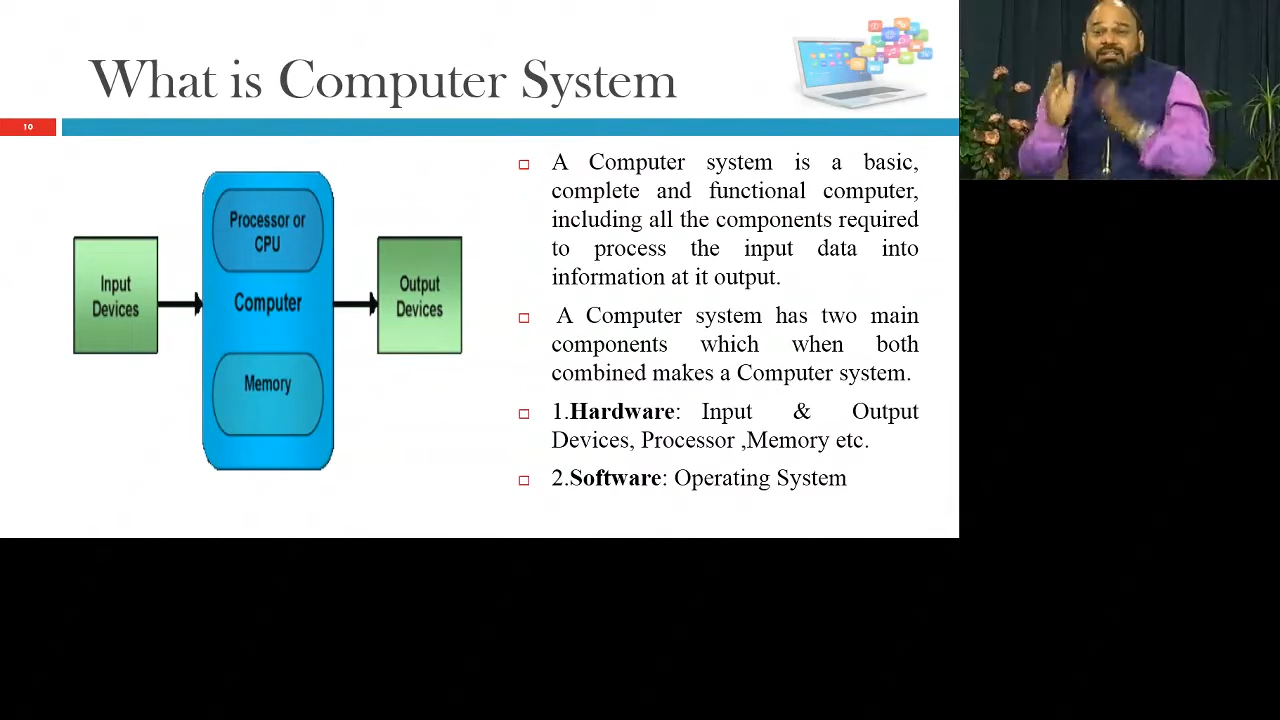 What is Computer System
10
Processor or
CPU
Input
Devices
Computer
Output
Devices
Memory
A Computer system is a basic,
complete and functional computer,
including all the components required
to process the input data into
information at it output.
A Computer system has two main
components which when both
combined makes a Computer system.
1.Hardware: Input & Output
Devices, Processor ,Memory etc.
2.Software: Operating System